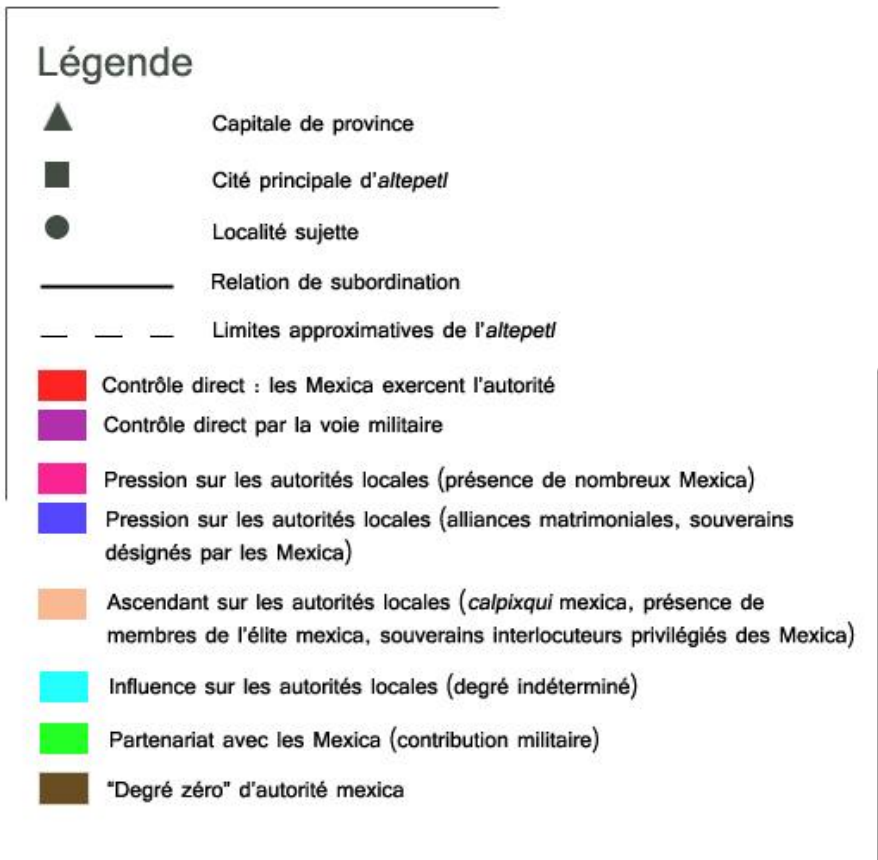 Légende
Capitale de province
Cité principale d'altepetl
Localité sujette
Relation de subordination
Limites approximatives de l'altepetl
Contrôle direct : les Mexica exercent l'autorité
Contrôle direct par la voie militaire
Pression sur les autorités locales (présence de nombreux Mexica)
Pression sur les autorités locales (alliances matrimoniales, souverains
désignés par les Mexica)
Ascendant sur les autorités locales (calpixqui mexica, présence de
membres de l'élite mexica, souverains interlocuteurs privilégiés des Mexica)
Influence sur les autorités locales (degré indéterminé)
Partenariat avec les Mexica (contribution militaire)
"Degré zéro" d'autorité mexica